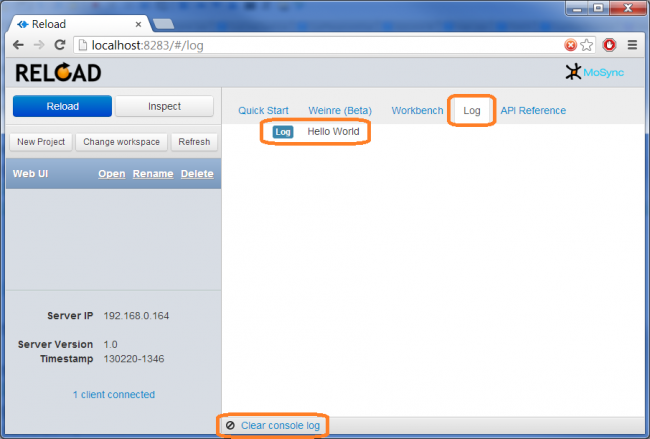 Reload
localhost:8283/#/log
RELOAD
MoSync
Reload Inspect
New Project Change workspace Refresh
Web UI Open Rename Delete
Server IP 192.168.0.164
Server Version 1.0
Timestamp 130220-1346
1 client connected
Quick Start Weinre (Beta) Workbench Log API Reference
Log Hello World
Clear console log